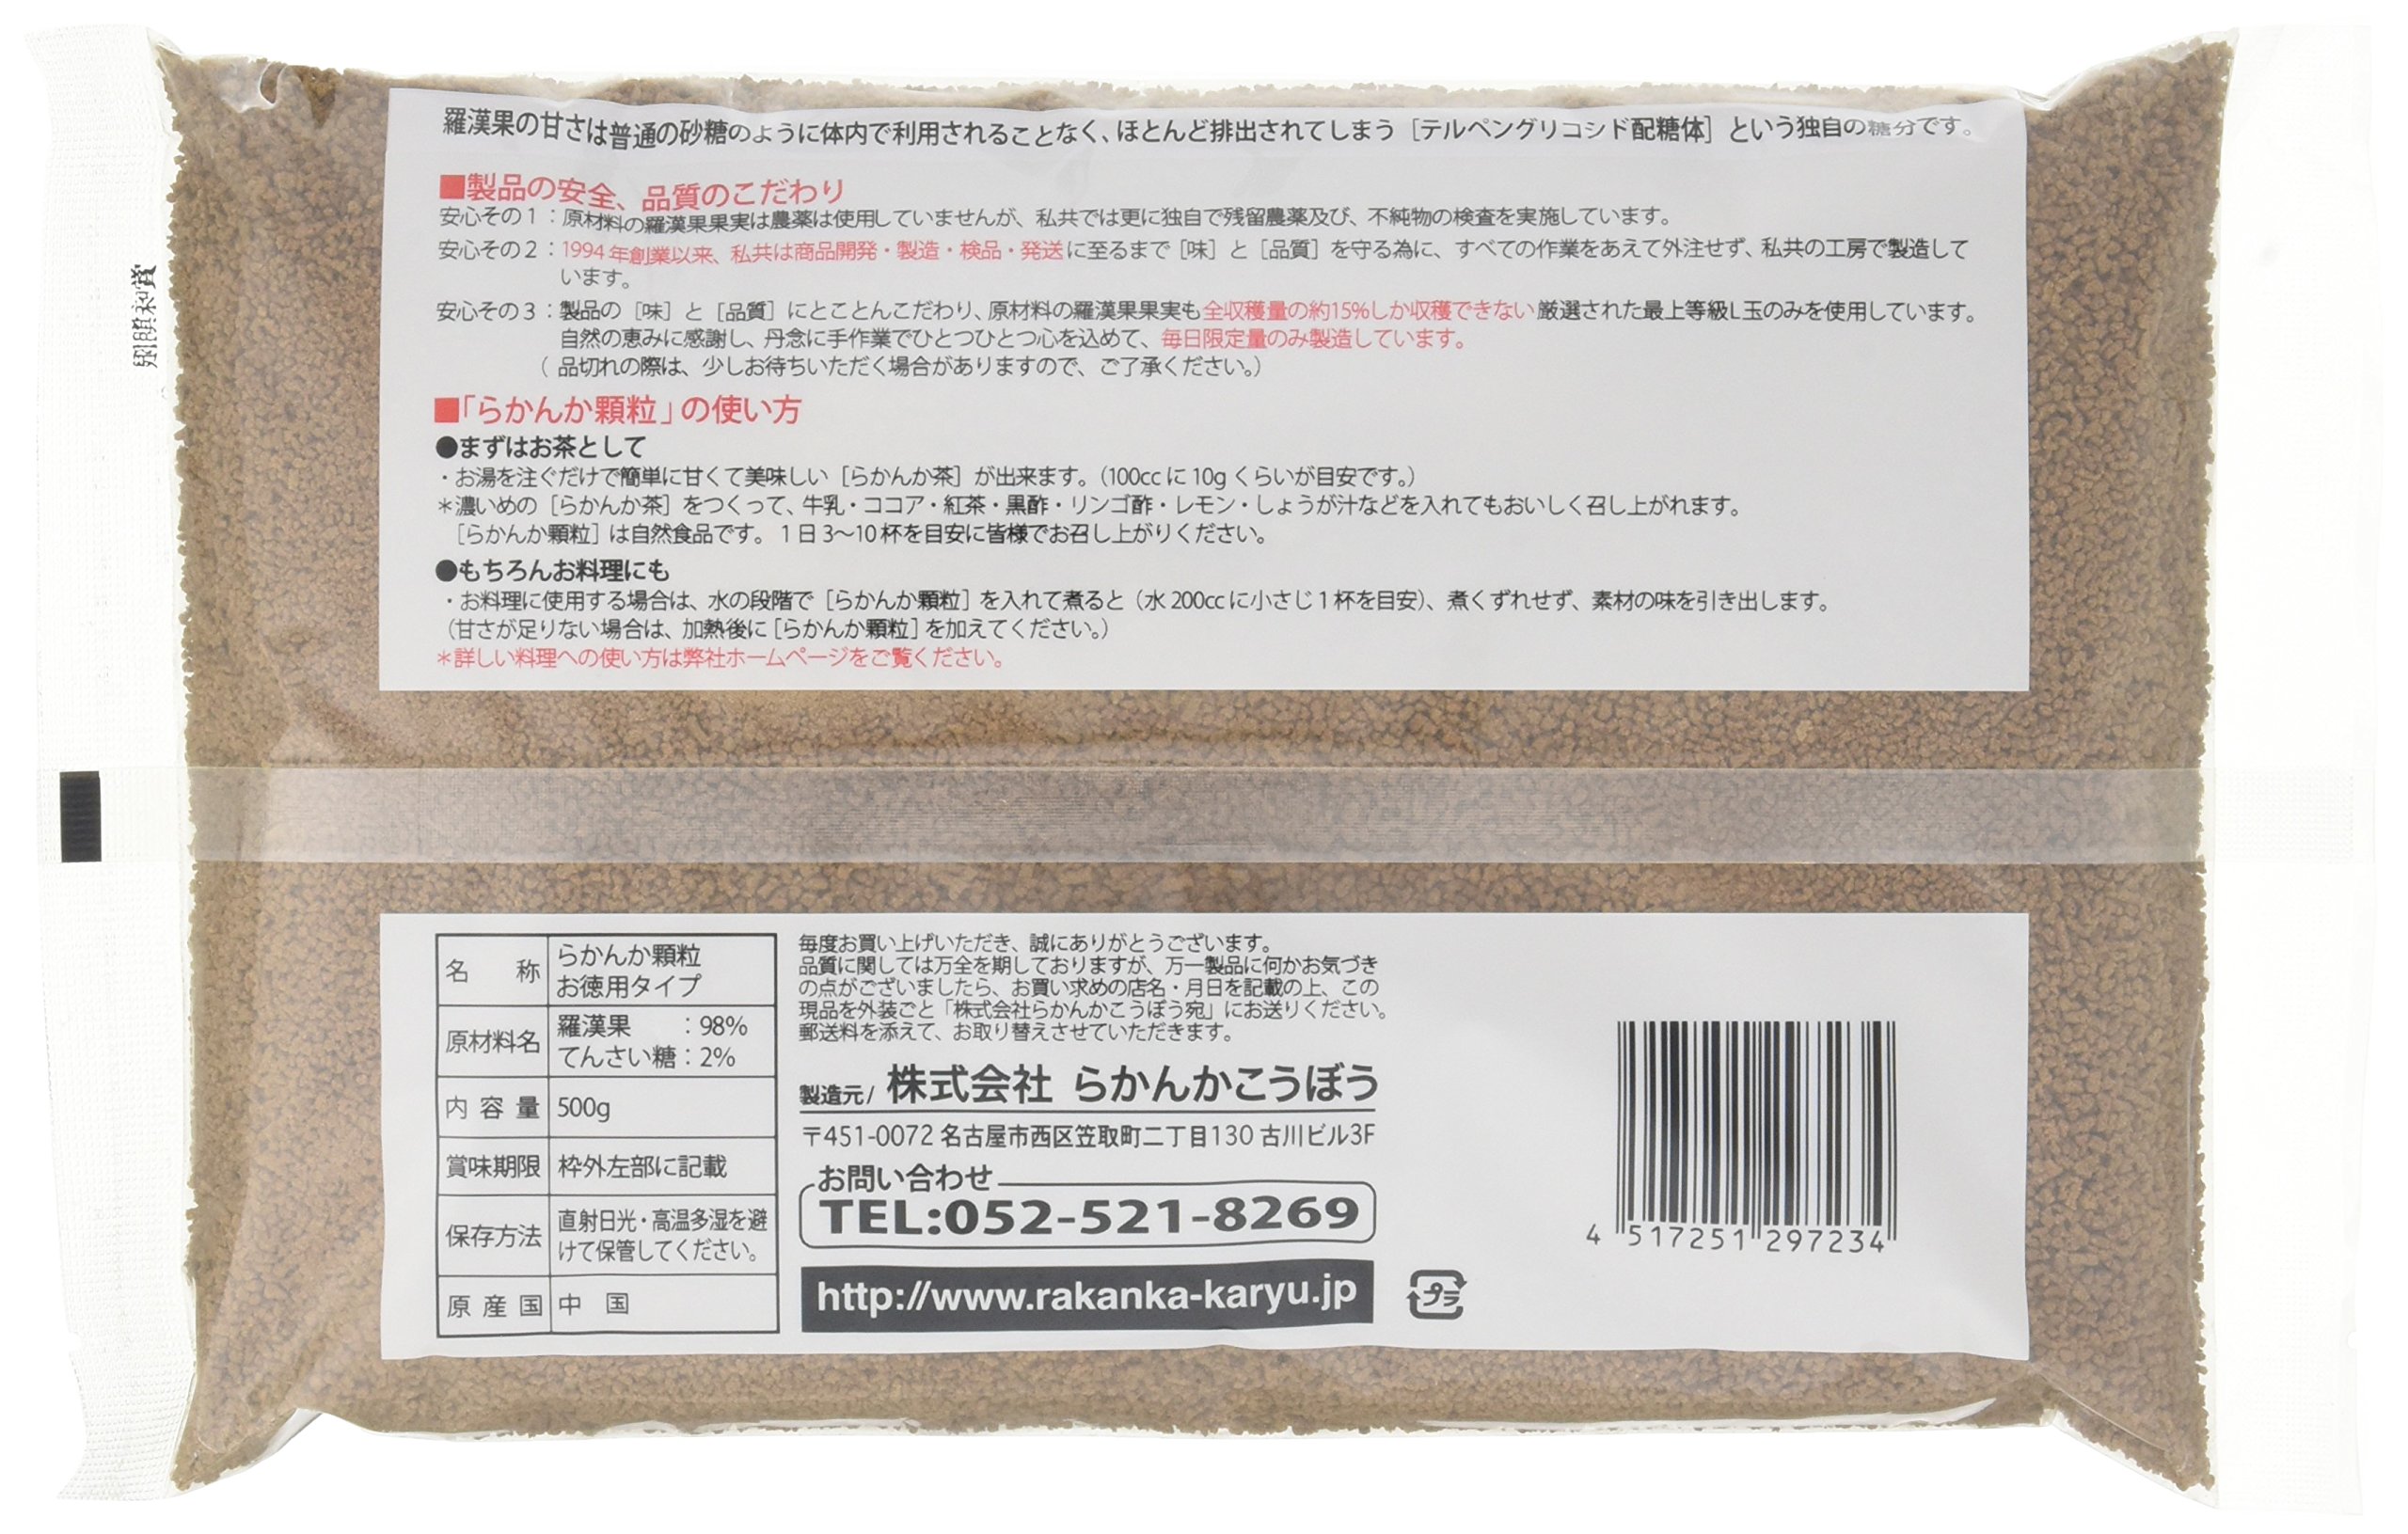 羅漢果の甘さは普通の砂糖のように体内で利用されることなく、ほとんど排出されてしまう［テルペングリコシド配糖体］という独自の糖分です。
■製品の安全、品質のこだわり
安心その1：原材料の羅漢果果実は農薬は使用していませんが、私共では更に独自で残留農薬及び、不純物の検査を実施しています。
安心その2：1994年創業以来、私共は商品開発・製造・検品・発送に至るまで［味］と［品質］を守る為に、すべての作業をあえて外注せず、私共の工房で製造して
います。
安心その3：製品の［味］と［品質］にとことんこだわり、原材料の羅漢果果実も全収穫量の約15%しか収穫できない厳選された最上等級L玉のみを使用しています。
自然の恵みに感謝し、丹念に手作業でひとつひとつ心を込めて、毎日限定量のみ製造しています。
（品切れの際は、少しお待ちいただく場合がありますので、ご了承ください。）
■「らかんか顆粒」の使い方
●まずはお茶として
・お湯を注ぐだけで簡単に甘くて美味しい［らかんか茶］が出来ます。（100ccに10gくらいが目安です。）
＊濃いめの［らかんか茶］をつくって、牛乳・ココア・紅茶・黒酢・リンゴ酢・レモン・しょうが汁などを入れてもおいしく召し上がれます。
［らかんか顆粒］は自然食品です。1日3〜10杯を目安に皆様でお召し上がりください。
●もちろんお料理にも
・お料理に使用する場合は、水の段階で［らかんか顆粒］を入れて煮ると（水200ccに小さじ1杯を目安）、煮くずれせず、素材の味を引き出します。
（甘さが足りない場合は、加熱後に［らかんか顆粒］を加えてください。）
＊詳しい料理への使い方は弊社ホームページをご覧ください。
名称 らかんか顆粒
お徳用タイプ
原材料名 羅漢果：98%
てんさい糖：2%
内容量 500g
賞味期限 枠外左部に記載
保存方法 直射日光・高温多湿を避
けて保管してください。
原産国 中国
毎度お買い上げいただき、誠にありがとうございます。
品質に関しては万全を期しておりますが、万一製品に何かお気づき
の点がございましたら、お買い求めの店名・月日を記載の上、この
現品を外装ごと「株式会社らかんかこうぼう宛」にお送りください。
郵送料を添えて、お取り替えさせていただきます。
製造元/ 株式会社 らかんかこうぼう
〒451-0072 名古屋市西区笠取町二丁目130 古川ビル3F
お問い合わせ
TEL:052-521-8269
http://www.rakanka-karyu.jp
プラ
4 517251 297234